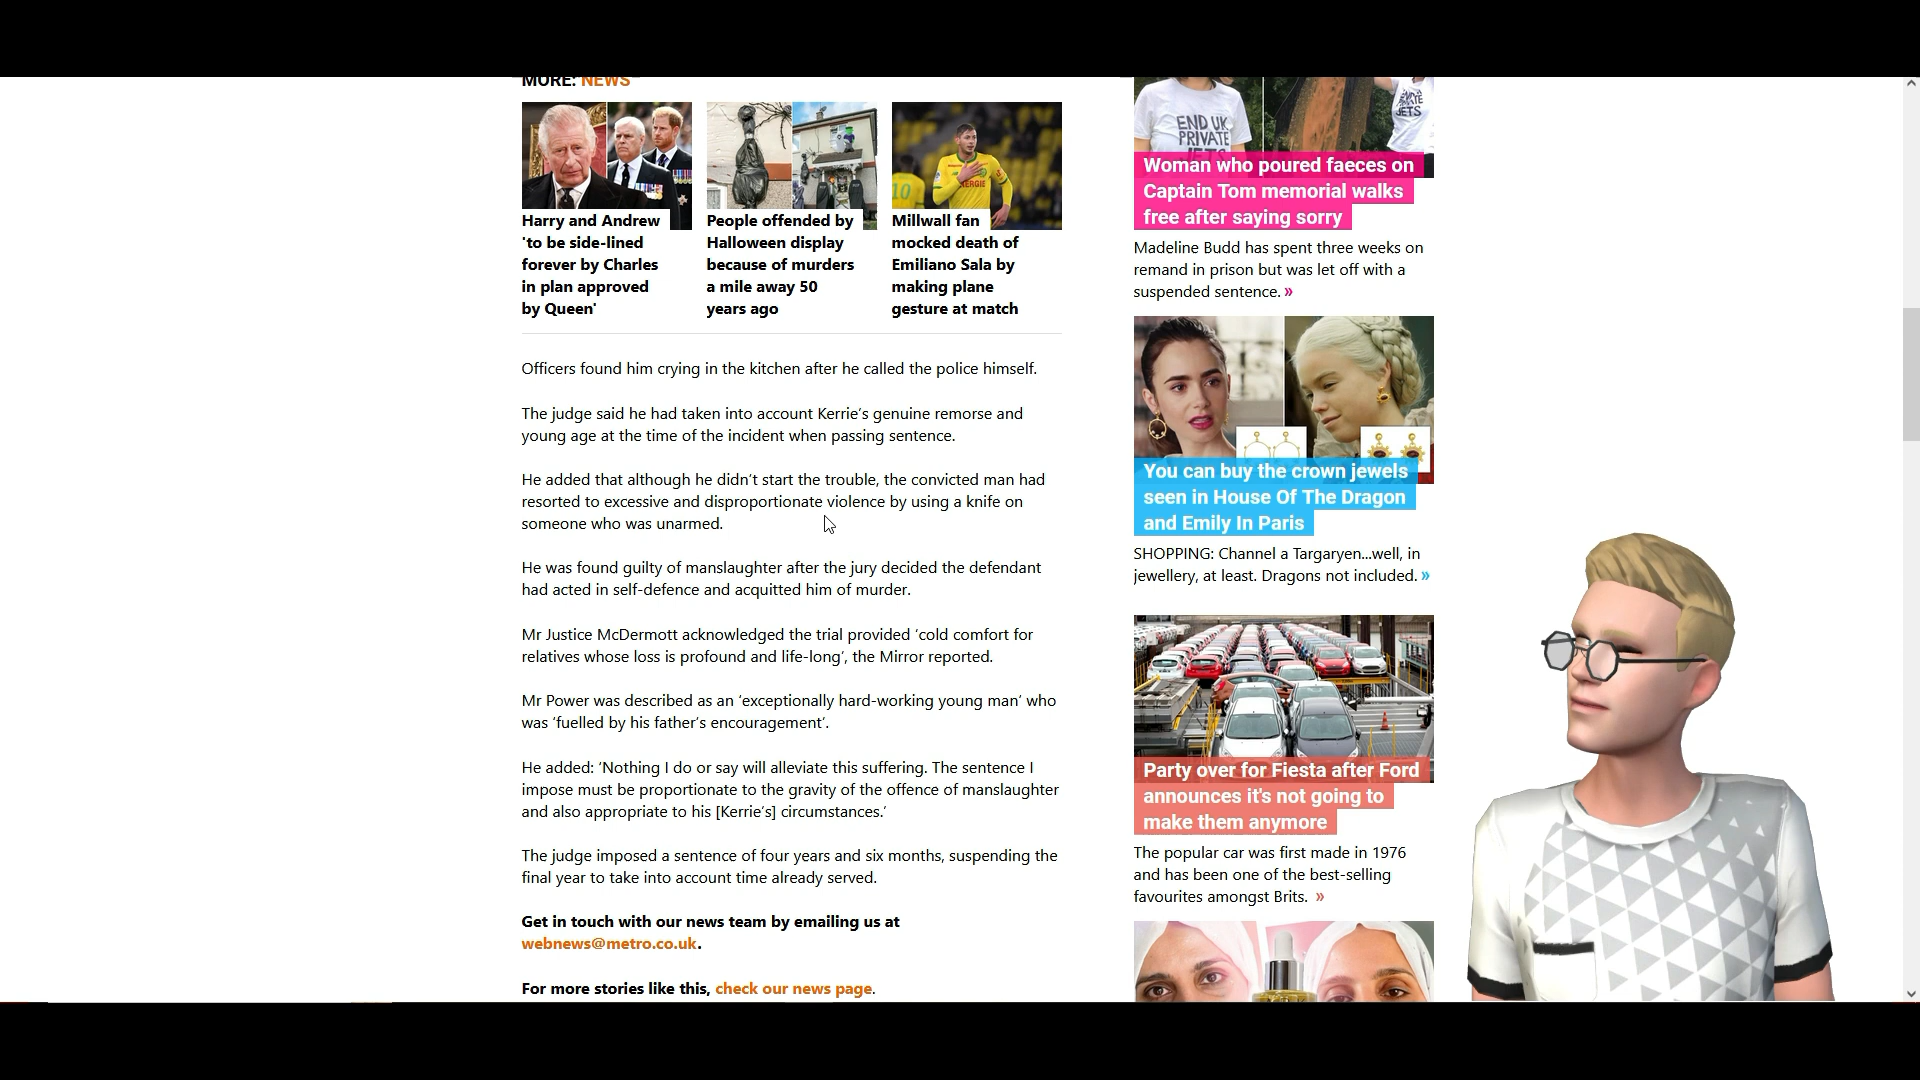 MORE: NEWS
Harry and Andrew
'to be side-lined
forever by Charles
in plan approved
by Queen'
People offended by
Halloween display
because of murders
a mile away 50
years ago
Millwall fan
mocked death of
Emiliano Sala by
making plane
gesture at match
Officers found him crying in the kitchen after he called the police himself.
The judge said he had taken into account Kerrie’s genuine remorse and
young age at the time of the incident when passing sentence.
He added that although he didn’t start the trouble, the convicted man had
resorted to excessive and disproportionate violence by using a knife on
someone who was unarmed.
He was found guilty of manslaughter after the jury decided the defendant
had acted in self-defence and acquitted him of murder.
Mr Justice McDermott acknowledged the trial provided ‘cold comfort for
relatives whose loss is profound and life-long’, the Mirror reported.
Mr Power was described as an ‘exceptionally hard-working young man’ who
was ‘fuelled by his father’s encouragement’.
He added: ‘Nothing I do or say will alleviate this suffering. The sentence I
impose must be proportionate to the gravity of the offence of manslaughter
and also appropriate to his [Kerrie’s] circumstances.’
The judge imposed a sentence of four years and six months, suspending the
final year to take into account time already served.
Get in touch with our news team by emailing us at
webnews@metro.co.uk.
For more stories like this, check our news page.
END UK
PRIVATE
JETS
JETS
Woman who poured faeces on
Captain Tom memorial walks
free after saying sorry
Madeline Budd has spent three weeks on
remand in prison but was let off with a
suspended sentence. »
You can buy the crown jewels
seen in House Of The Dragon
and Emily In Paris
SHOPPING: Channel a Targaryen...well, in
jewellery, at least. Dragons not included. »
Party over for Fiesta after Ford
announces it's not going to
make them anymore
The popular car was first made in 1976
and has been one of the best-selling
favourites amongst Brits. »